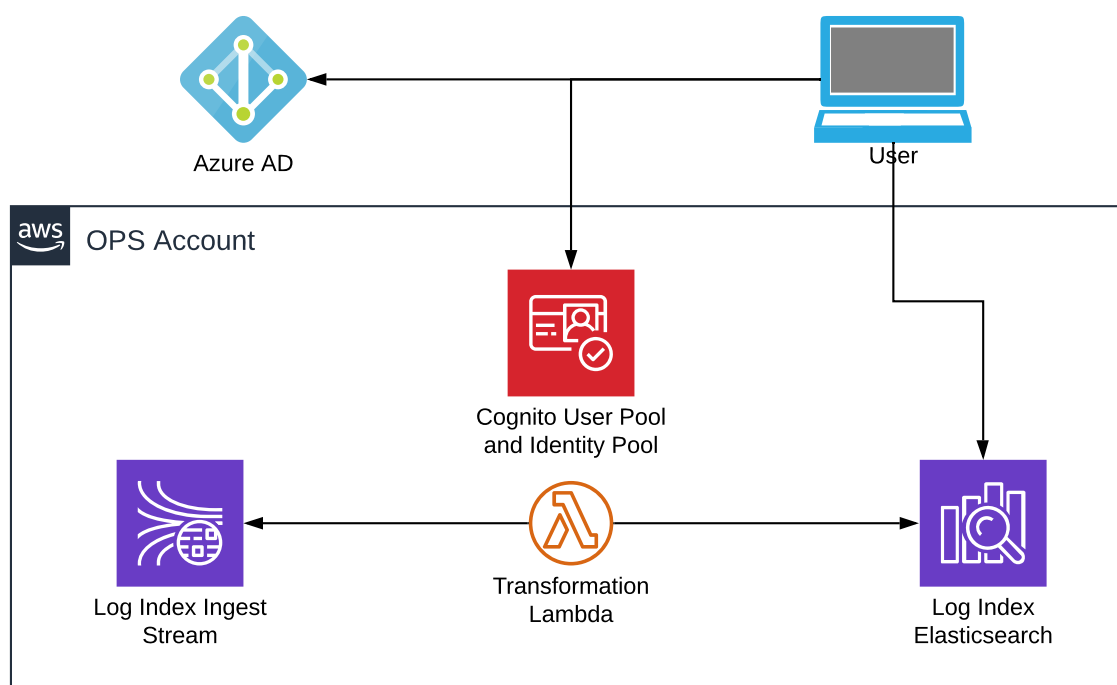 Azure AD
User
aws
OPS Account
Cognito User Pool
and Identity Pool
Transformation
Lambda
Log Index Ingest
Stream
Log Index
Elasticsearch